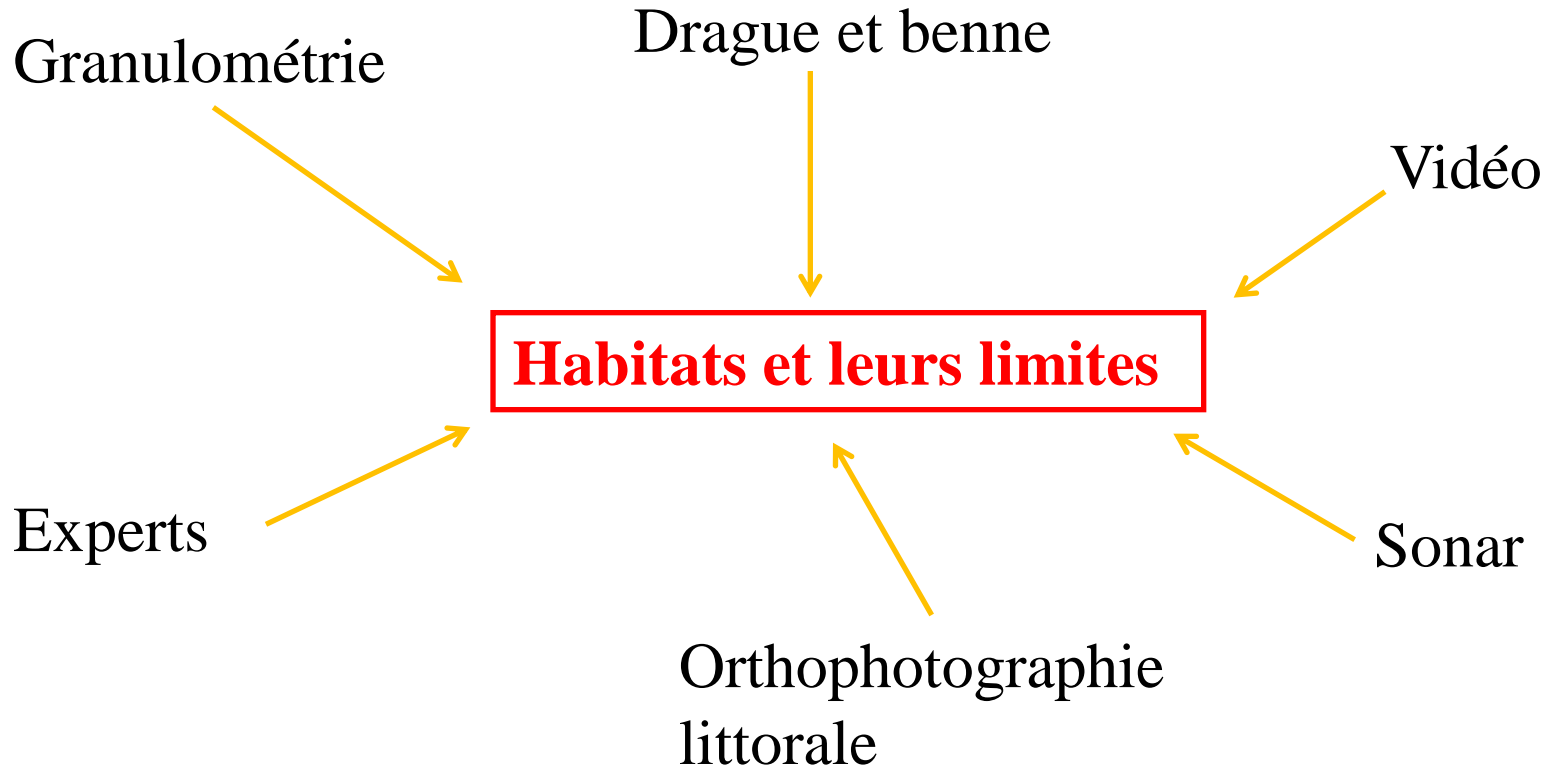 Drague et benne
Granulométrie
Vidéo
Habitats et leurs limites
Experts
Sonar
Orthophotographie
littorale